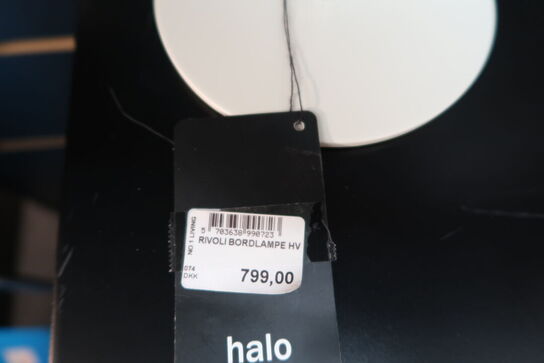 NO 1 LIVING
5 703638 990723
RIVOLI BORDLAMPE HV
074
DKK
799,00
halo